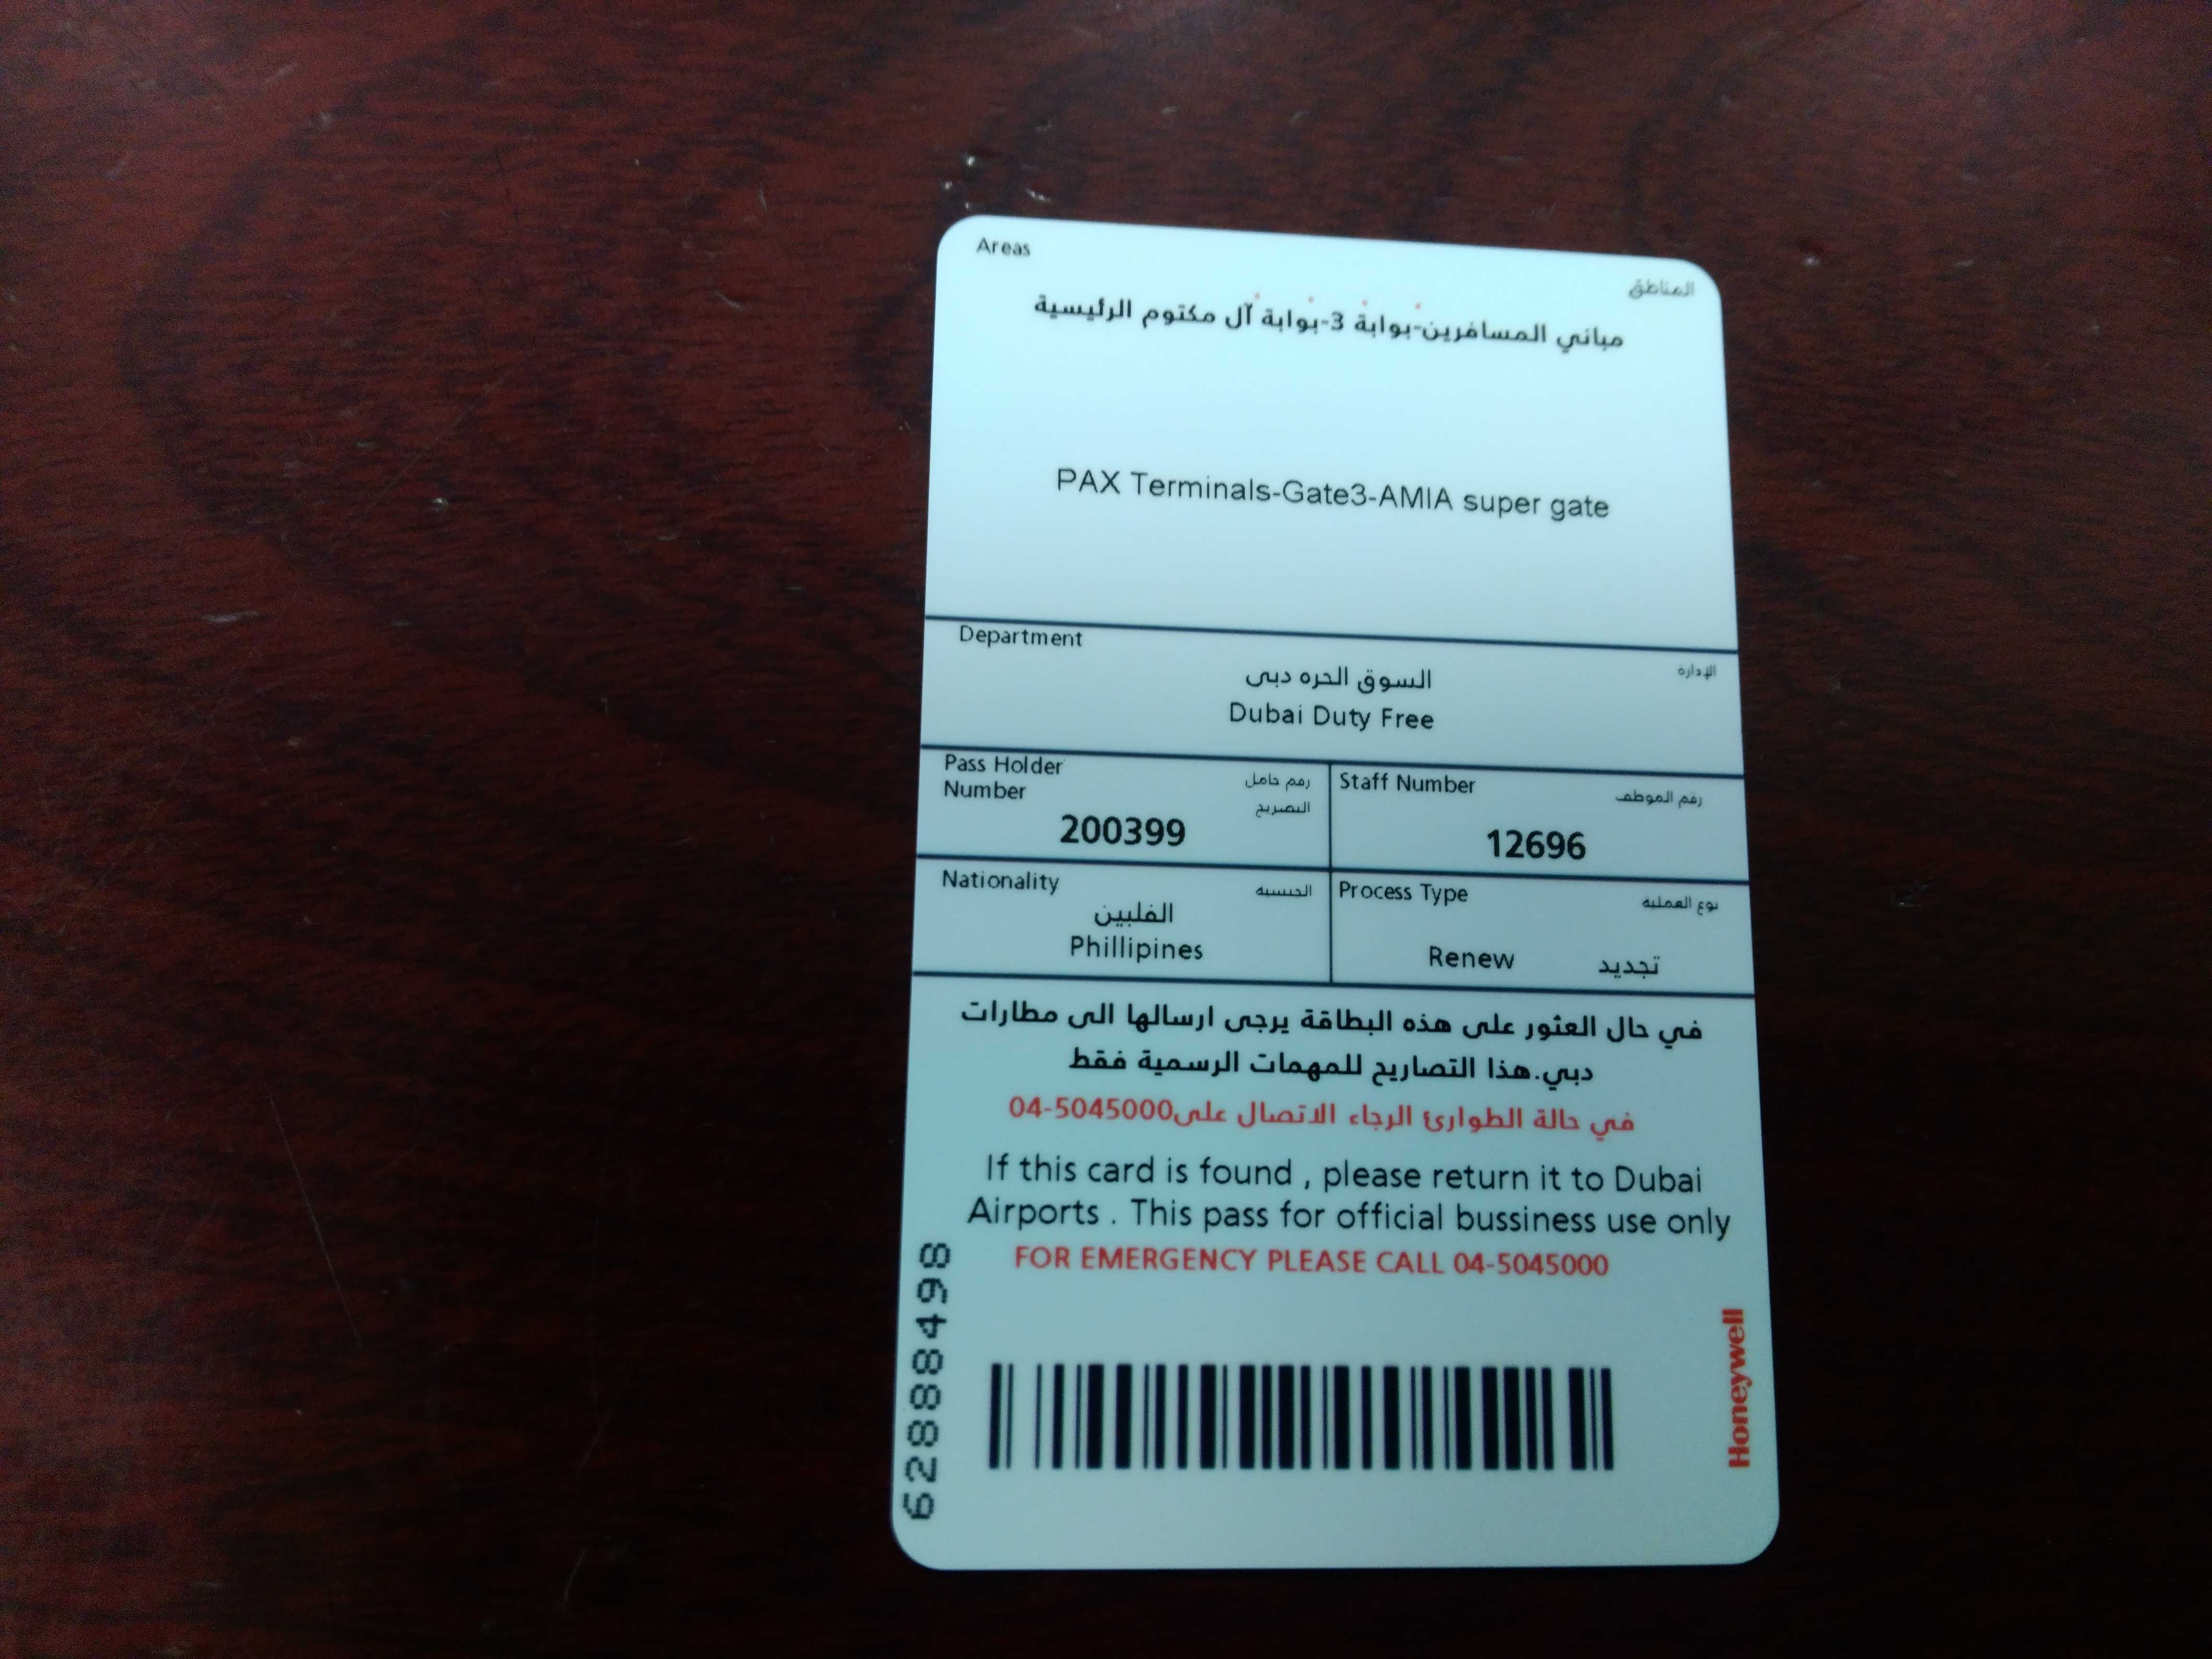 Areas
المناطق
مباني المسافرين-بوابة 3-بوابة آل مكتوم الرئيسية
PAX Terminals-Gate3-AMIA super gate
Department
الإدارة
السوق الحره دبى
Dubai Duty Free
Pass Holder
Number
رقم حامل
التصريح
200399
Staff Number
رقم الموظف
12696
Nationality
الجنسية
الفلبين
Phillipines
Process Type
نوع العملية
Renew تجديد
في حال العثور على هذه البطاقة يرجى ارسالها الى مطارات
دبي.هذا التصاريح للمهمات الرسمية فقط
في حالة الطوارئ الرجاء الاتصال على04-5045000
If this card is found , please return it to Dubai
Airports . This pass for official bussiness use only
FOR EMERGENCY PLEASE CALL 04-5045000
62888498
Honeywell